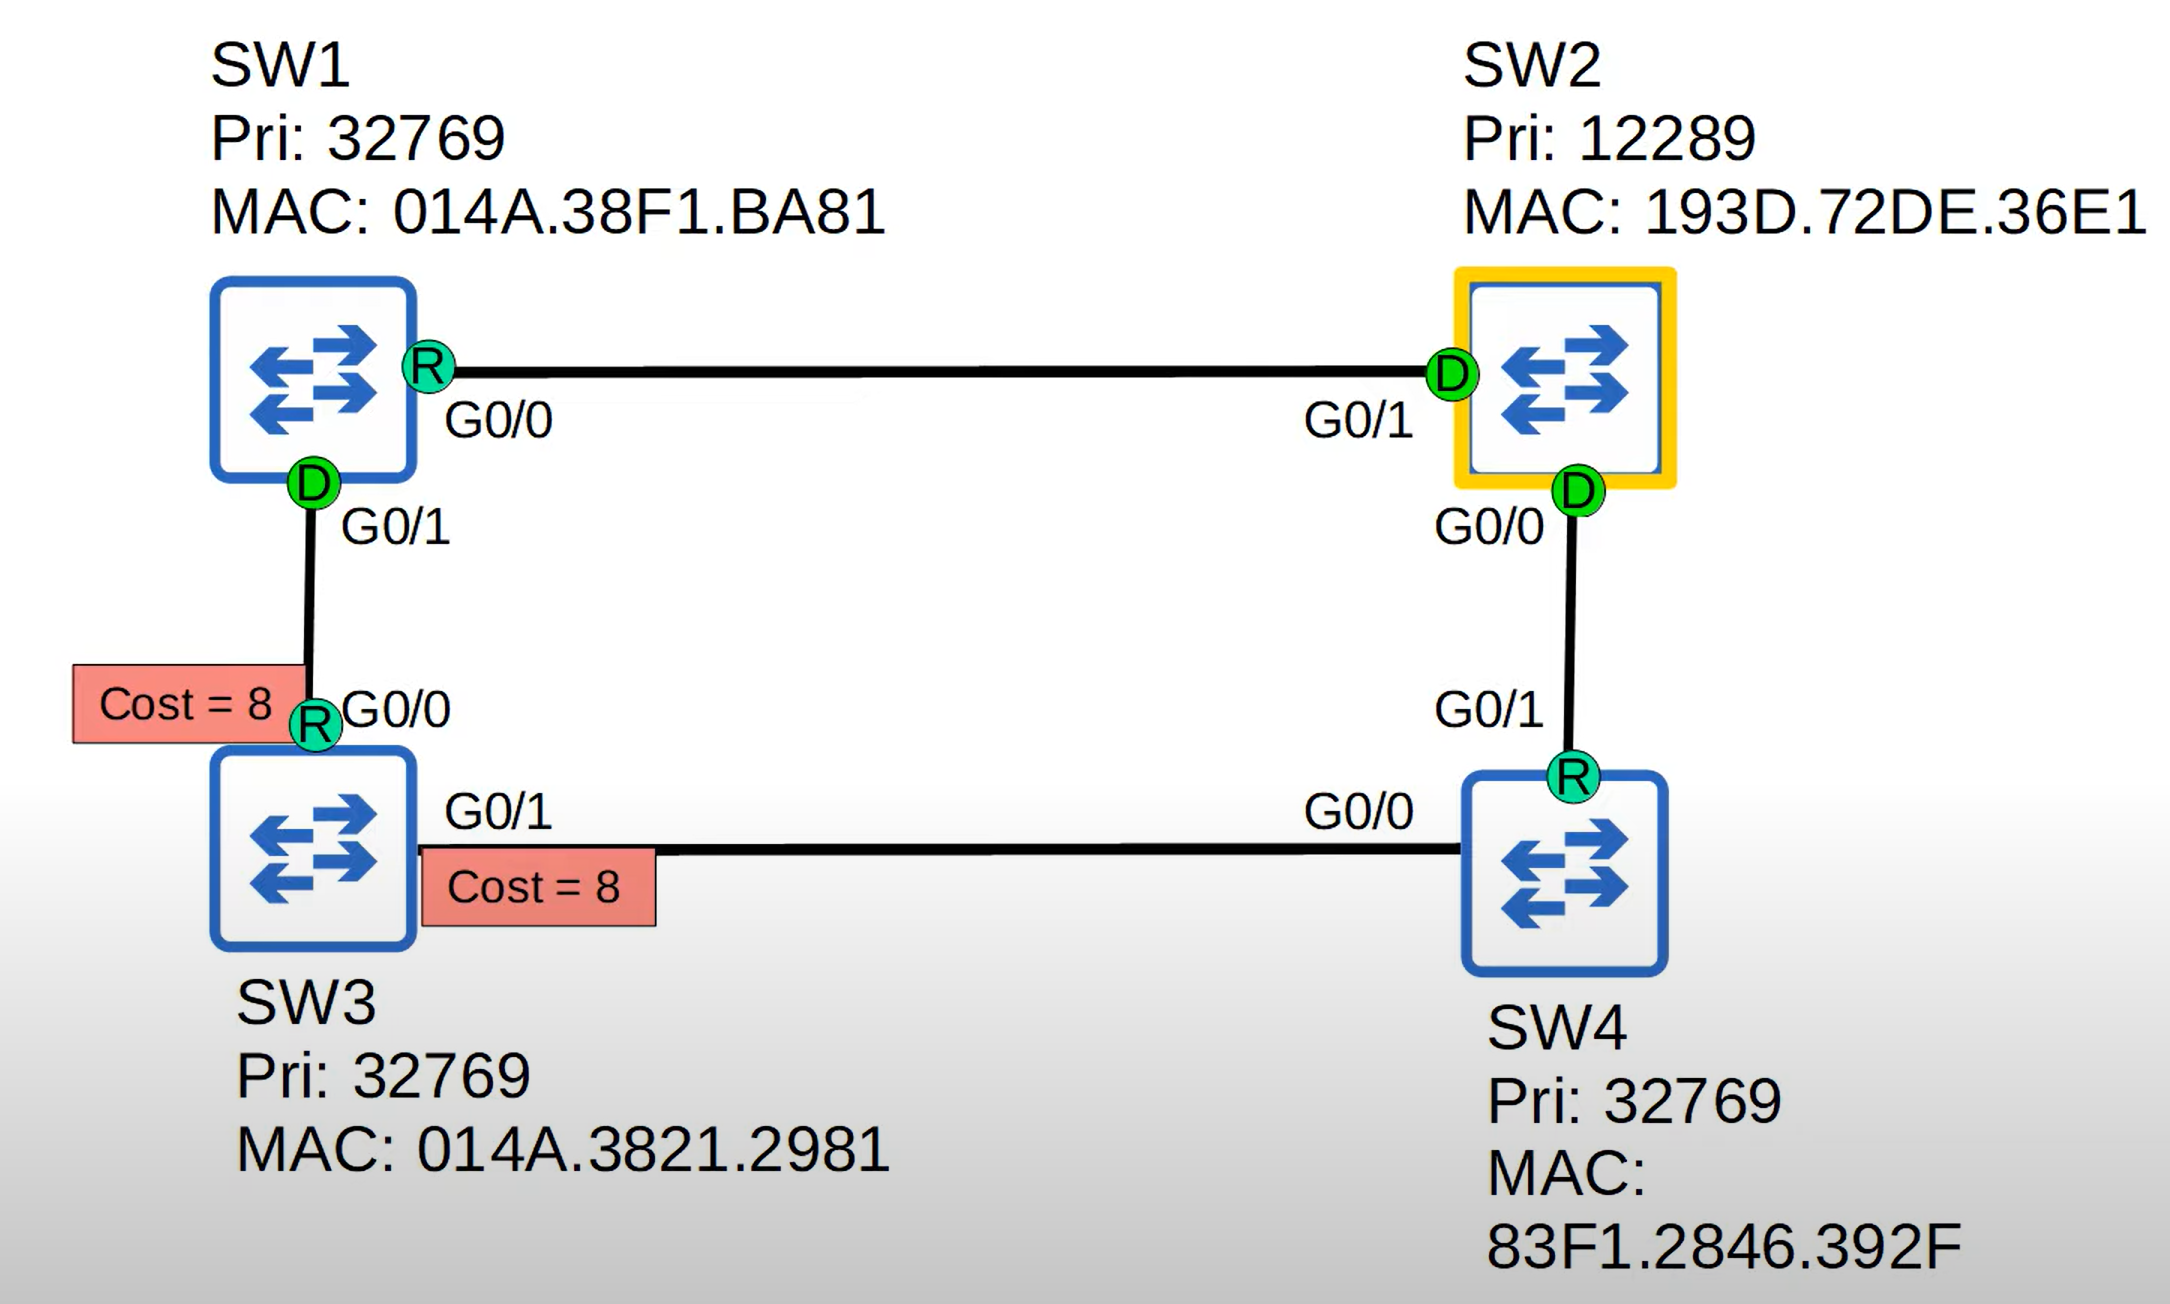 SW1
Pri: 32769
MAC: 014A.38F1.BA81
SW2
Pri: 12289
MAC: 193D.72DE.36E1
R
G0/0
D
G0/1
D
G0/1
D
G0/0
Cost = 8
R
G0/0
G0/1
R
G0/1
Cost = 8
G0/0
SW3
Pri: 32769
MAC: 014A.3821.2981
SW4
Pri: 32769
MAC:
83F1.2846.392F